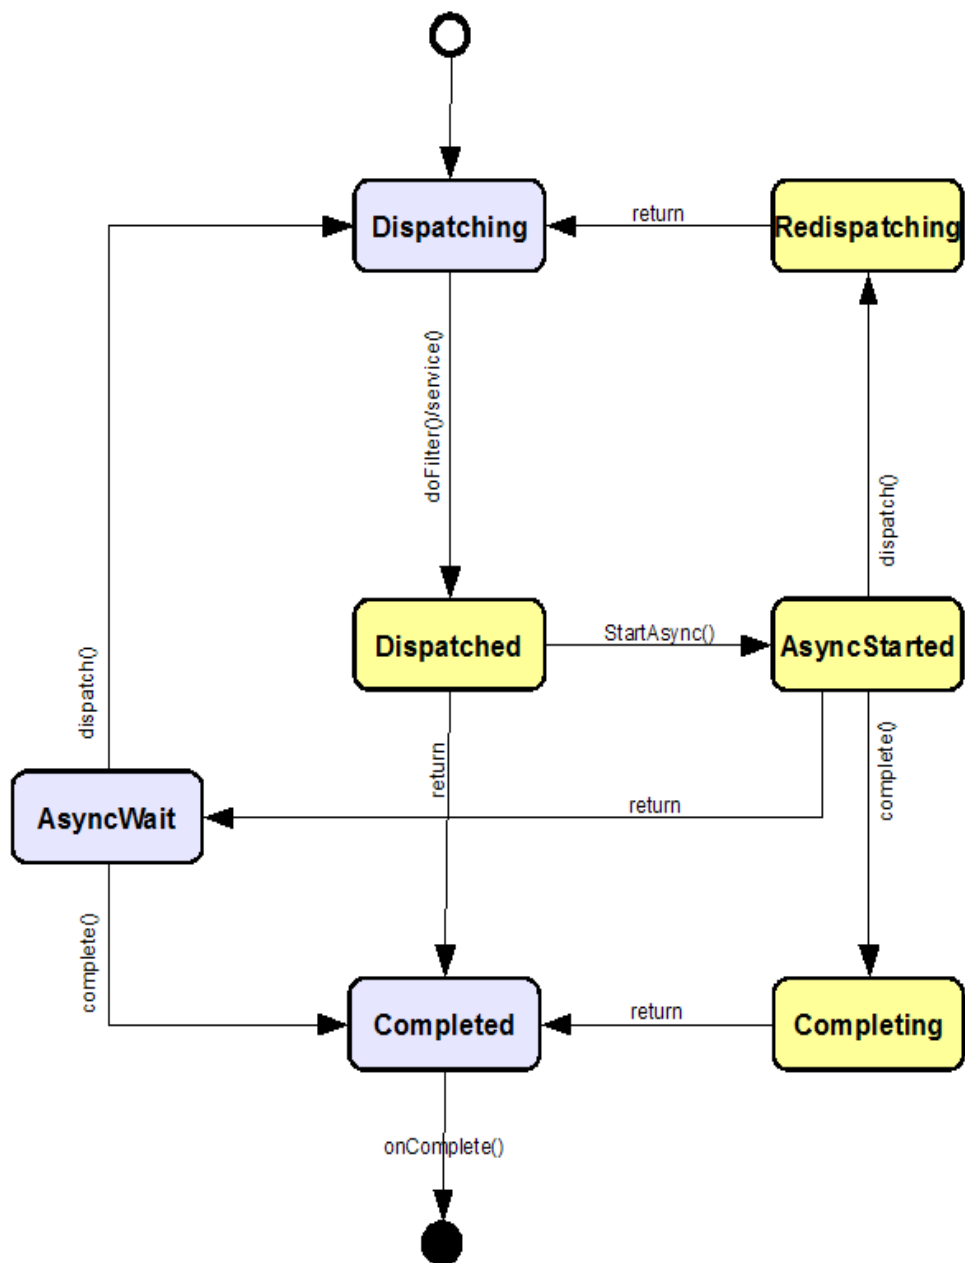 Dispatching
return
Redispatching
doFilter()/service()
dispatch()
Dispatched
StartAsync()
AsyncStarted
dispatch()
return
complete()
AsyncWait
return
complete()
Completed
return
Completing
onComplete()